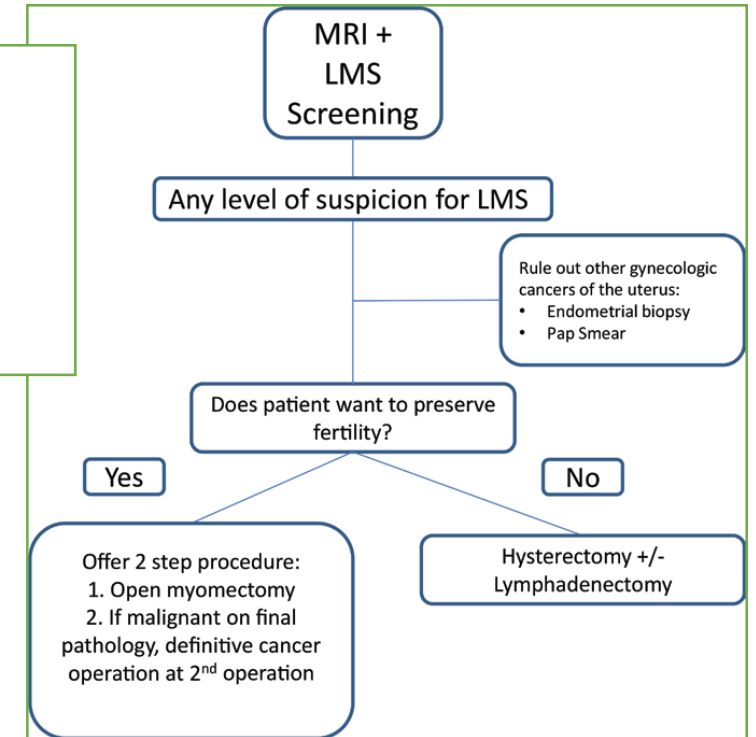 MRI +
LMS
Screening
Any level of suspicion for LMS
Rule out other gynecologic
cancers of the uterus:
• Endometrial biopsy
• Pap Smear
Does patient want to preserve
fertility?
Yes
No
Offer 2 step procedure:
1. Open myomectomy
2. If malignant on final
pathology, definitive cancer
operation at 2nd operation
Hysterectomy +/-
Lymphadenectomy